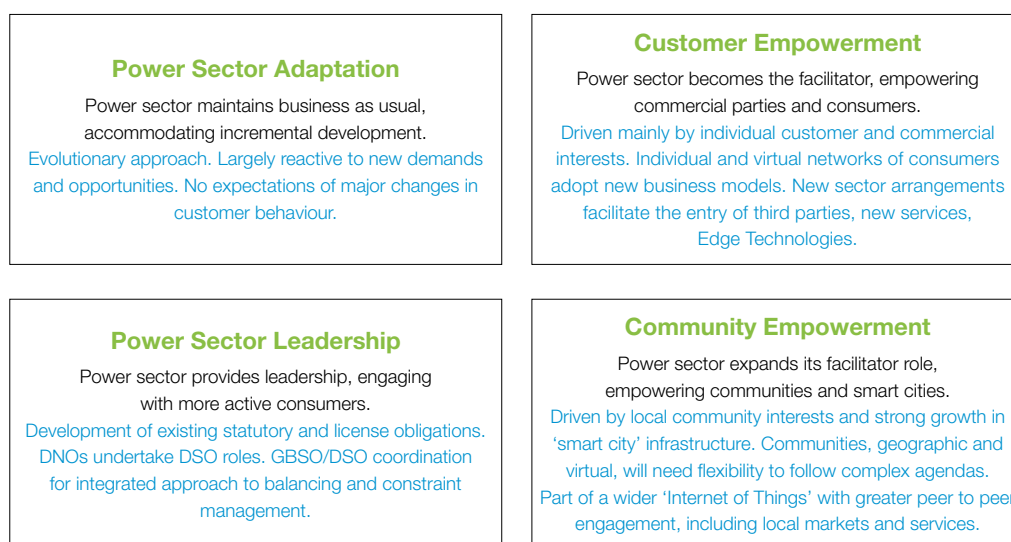 Power Sector Adaptation
Power sector maintains business as usual,
accommodating incremental development.
Evolutionary approach. Largely reactive to new demands
and opportunities. No expectations of major changes in
customer behaviour.
Customer Empowerment
Power sector becomes the facilitator, empowering
commercial parties and consumers.
Driven mainly by individual customer and commercial
interests. Individual and virtual networks of consumers
adopt new business models. New sector arrangements
facilitate the entry of third parties, new services,
Edge Technologies.
Power Sector Leadership
Power sector provides leadership, engaging
with more active consumers.
Development of existing statutory and license obligations.
DNOs undertake DSO roles. GBSO/DSO coordination
for integrated approach to balancing and constraint
management.
Community Empowerment
Power sector expands its facilitator role,
empowering communities and smart cities.
Driven by local community interests and strong growth in
‘smart city’ infrastructure. Communities, geographic and
virtual, will need flexibility to follow complex agendas.
Part of a wider ‘Internet of Things’ with greater peer to peer
engagement, including local markets and services.